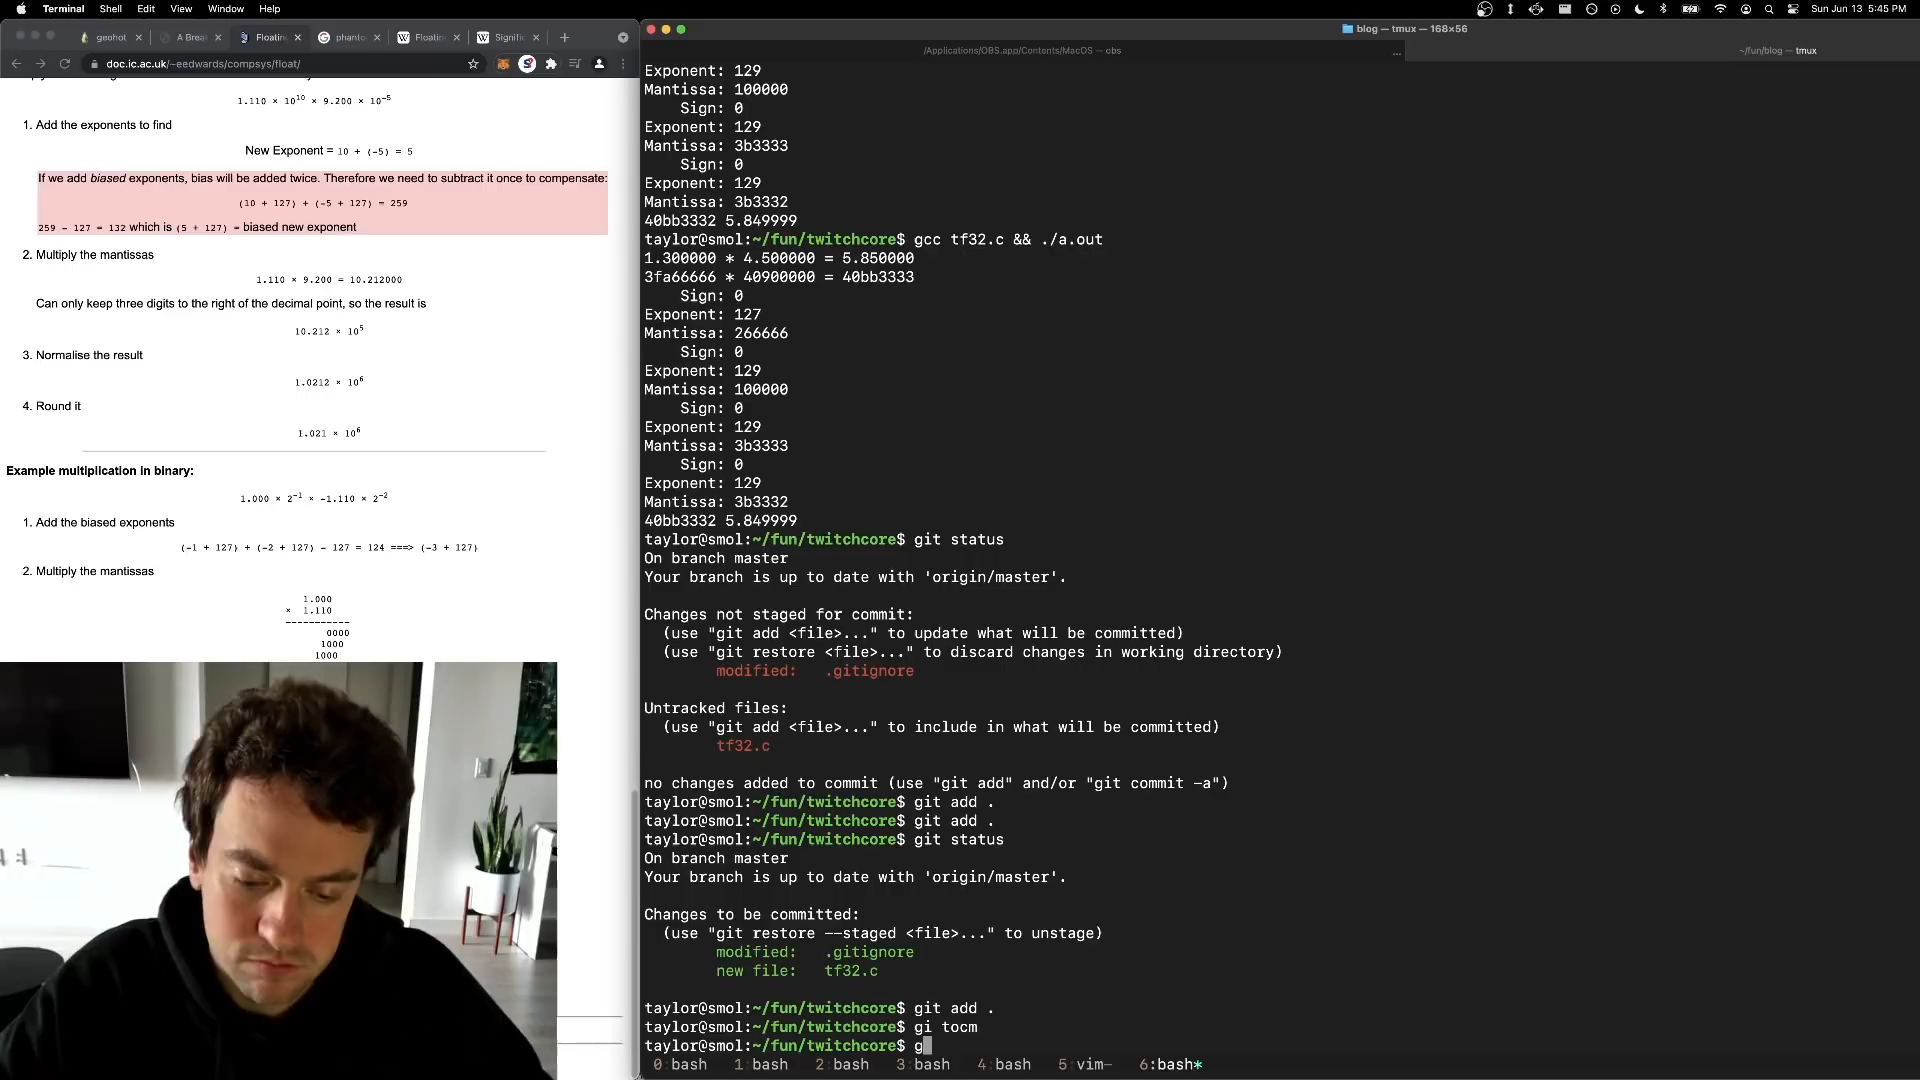 Terminal Shell Edit View Window Help
Sun Jun 13 5:45 PM
geohot
A Brea
Floatin
phanto
Floatin
Signific
doc.ic.ac.uk/~eedwards/compsys/float/
1.110 × 10^10 × 9.200 × 10^-5
1. Add the exponents to find
New Exponent = 10 + (-5) = 5
If we add biased exponents, bias will be added twice. Therefore we need to subtract it once to compensate:
(10 + 127) + (-5 + 127) = 259
259 - 127 = 132 which is (5 + 127) = biased new exponent
2. Multiply the mantissas
1.110 × 9.200 = 10.212000
Can only keep three digits to the right of the decimal point, so the result is
10.212 × 10^5
3. Normalise the result
1.0212 × 10^6
4. Round it
1.021 × 10^6
Example multiplication in binary:
1.000 × 2^-1 × -1.110 × 2^-2
1. Add the biased exponents
(-1 + 127) + (-2 + 127) - 127 = 124 ===> (-3 + 127)
2. Multiply the mantissas
1.000
× 1.110
-----------
0000
1000
1000
blog — tmux — 168×56
/Applications/OBS.app/Contents/MacOS — obs
...
~/fun/blog — tmux
Exponent: 129
Mantissa: 100000
Sign: 0
Exponent: 129
Mantissa: 3b3333
Sign: 0
Exponent: 129
Mantissa: 3b3332
40bb3332 5.849999
taylor@smol:~/fun/twitchcore$ gcc tf32.c && ./a.out
1.300000 * 4.500000 = 5.850000
3fa66666 * 40900000 = 40bb3333
Sign: 0
Exponent: 127
Mantissa: 266666
Sign: 0
Exponent: 129
Mantissa: 100000
Sign: 0
Exponent: 129
Mantissa: 3b3333
Sign: 0
Exponent: 129
Mantissa: 3b3332
40bb3332 5.849999
taylor@smol:~/fun/twitchcore$ git status
On branch master
Your branch is up to date with 'origin/master'.
Changes not staged for commit:
(use "git add <file>..." to update what will be committed)
(use "git restore <file>..." to discard changes in working directory)
modified: .gitignore
Untracked files:
(use "git add <file>..." to include in what will be committed)
tf32.c
no changes added to commit (use "git add" and/or "git commit -a")
taylor@smol:~/fun/twitchcore$ git add .
taylor@smol:~/fun/twitchcore$ git add .
taylor@smol:~/fun/twitchcore$ git status
On branch master
Your branch is up to date with 'origin/master'.
Changes to be committed:
(use "git restore --staged <file>..." to unstage)
modified: .gitignore
new file: tf32.c
taylor@smol:~/fun/twitchcore$ git add .
taylor@smol:~/fun/twitchcore$ gi tocm
taylor@smol:~/fun/twitchcore$ g
0:bash 1:bash 2:bash 3:bash 4:bash 5:vim- 6:bash*